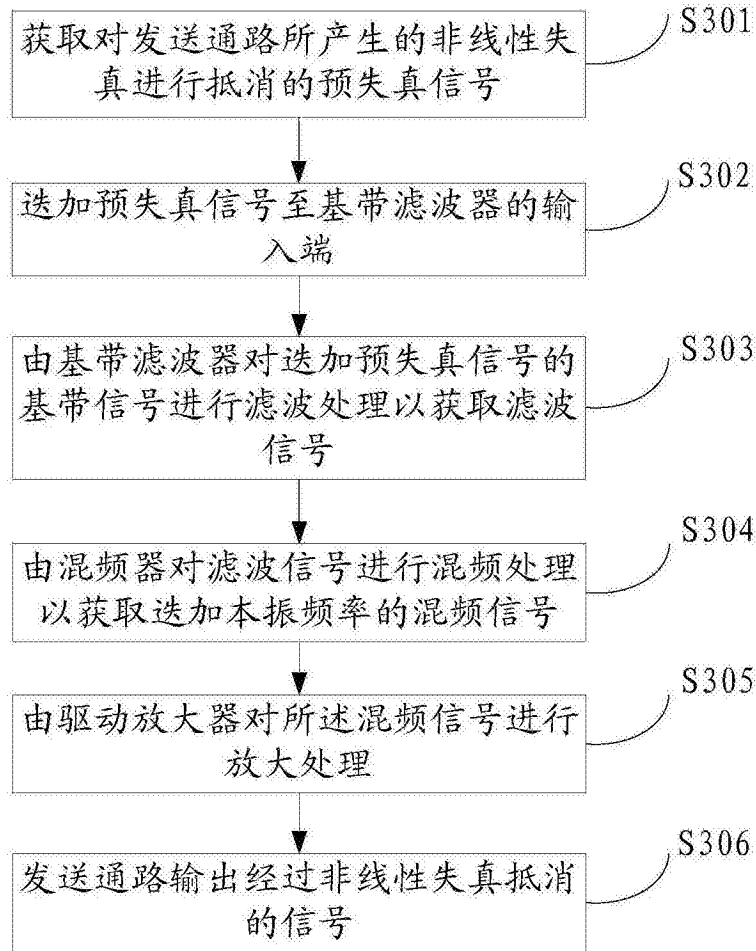 获取对发送通路所产生的非线性失
真进行抵消的预失真信号
S301
迭加预失真信号至基带滤波器的输
入端
S302
由基带滤波器对迭加预失真信号的
基带信号进行滤波处理以获取滤波
信号
S303
由混频器对滤波信号进行混频处理
以获取迭加本振频率的混频信号
S304
由驱动放大器对所述混频信号进行
放大处理
S305
发送通路输出经过非线性失真抵消
的信号
S306